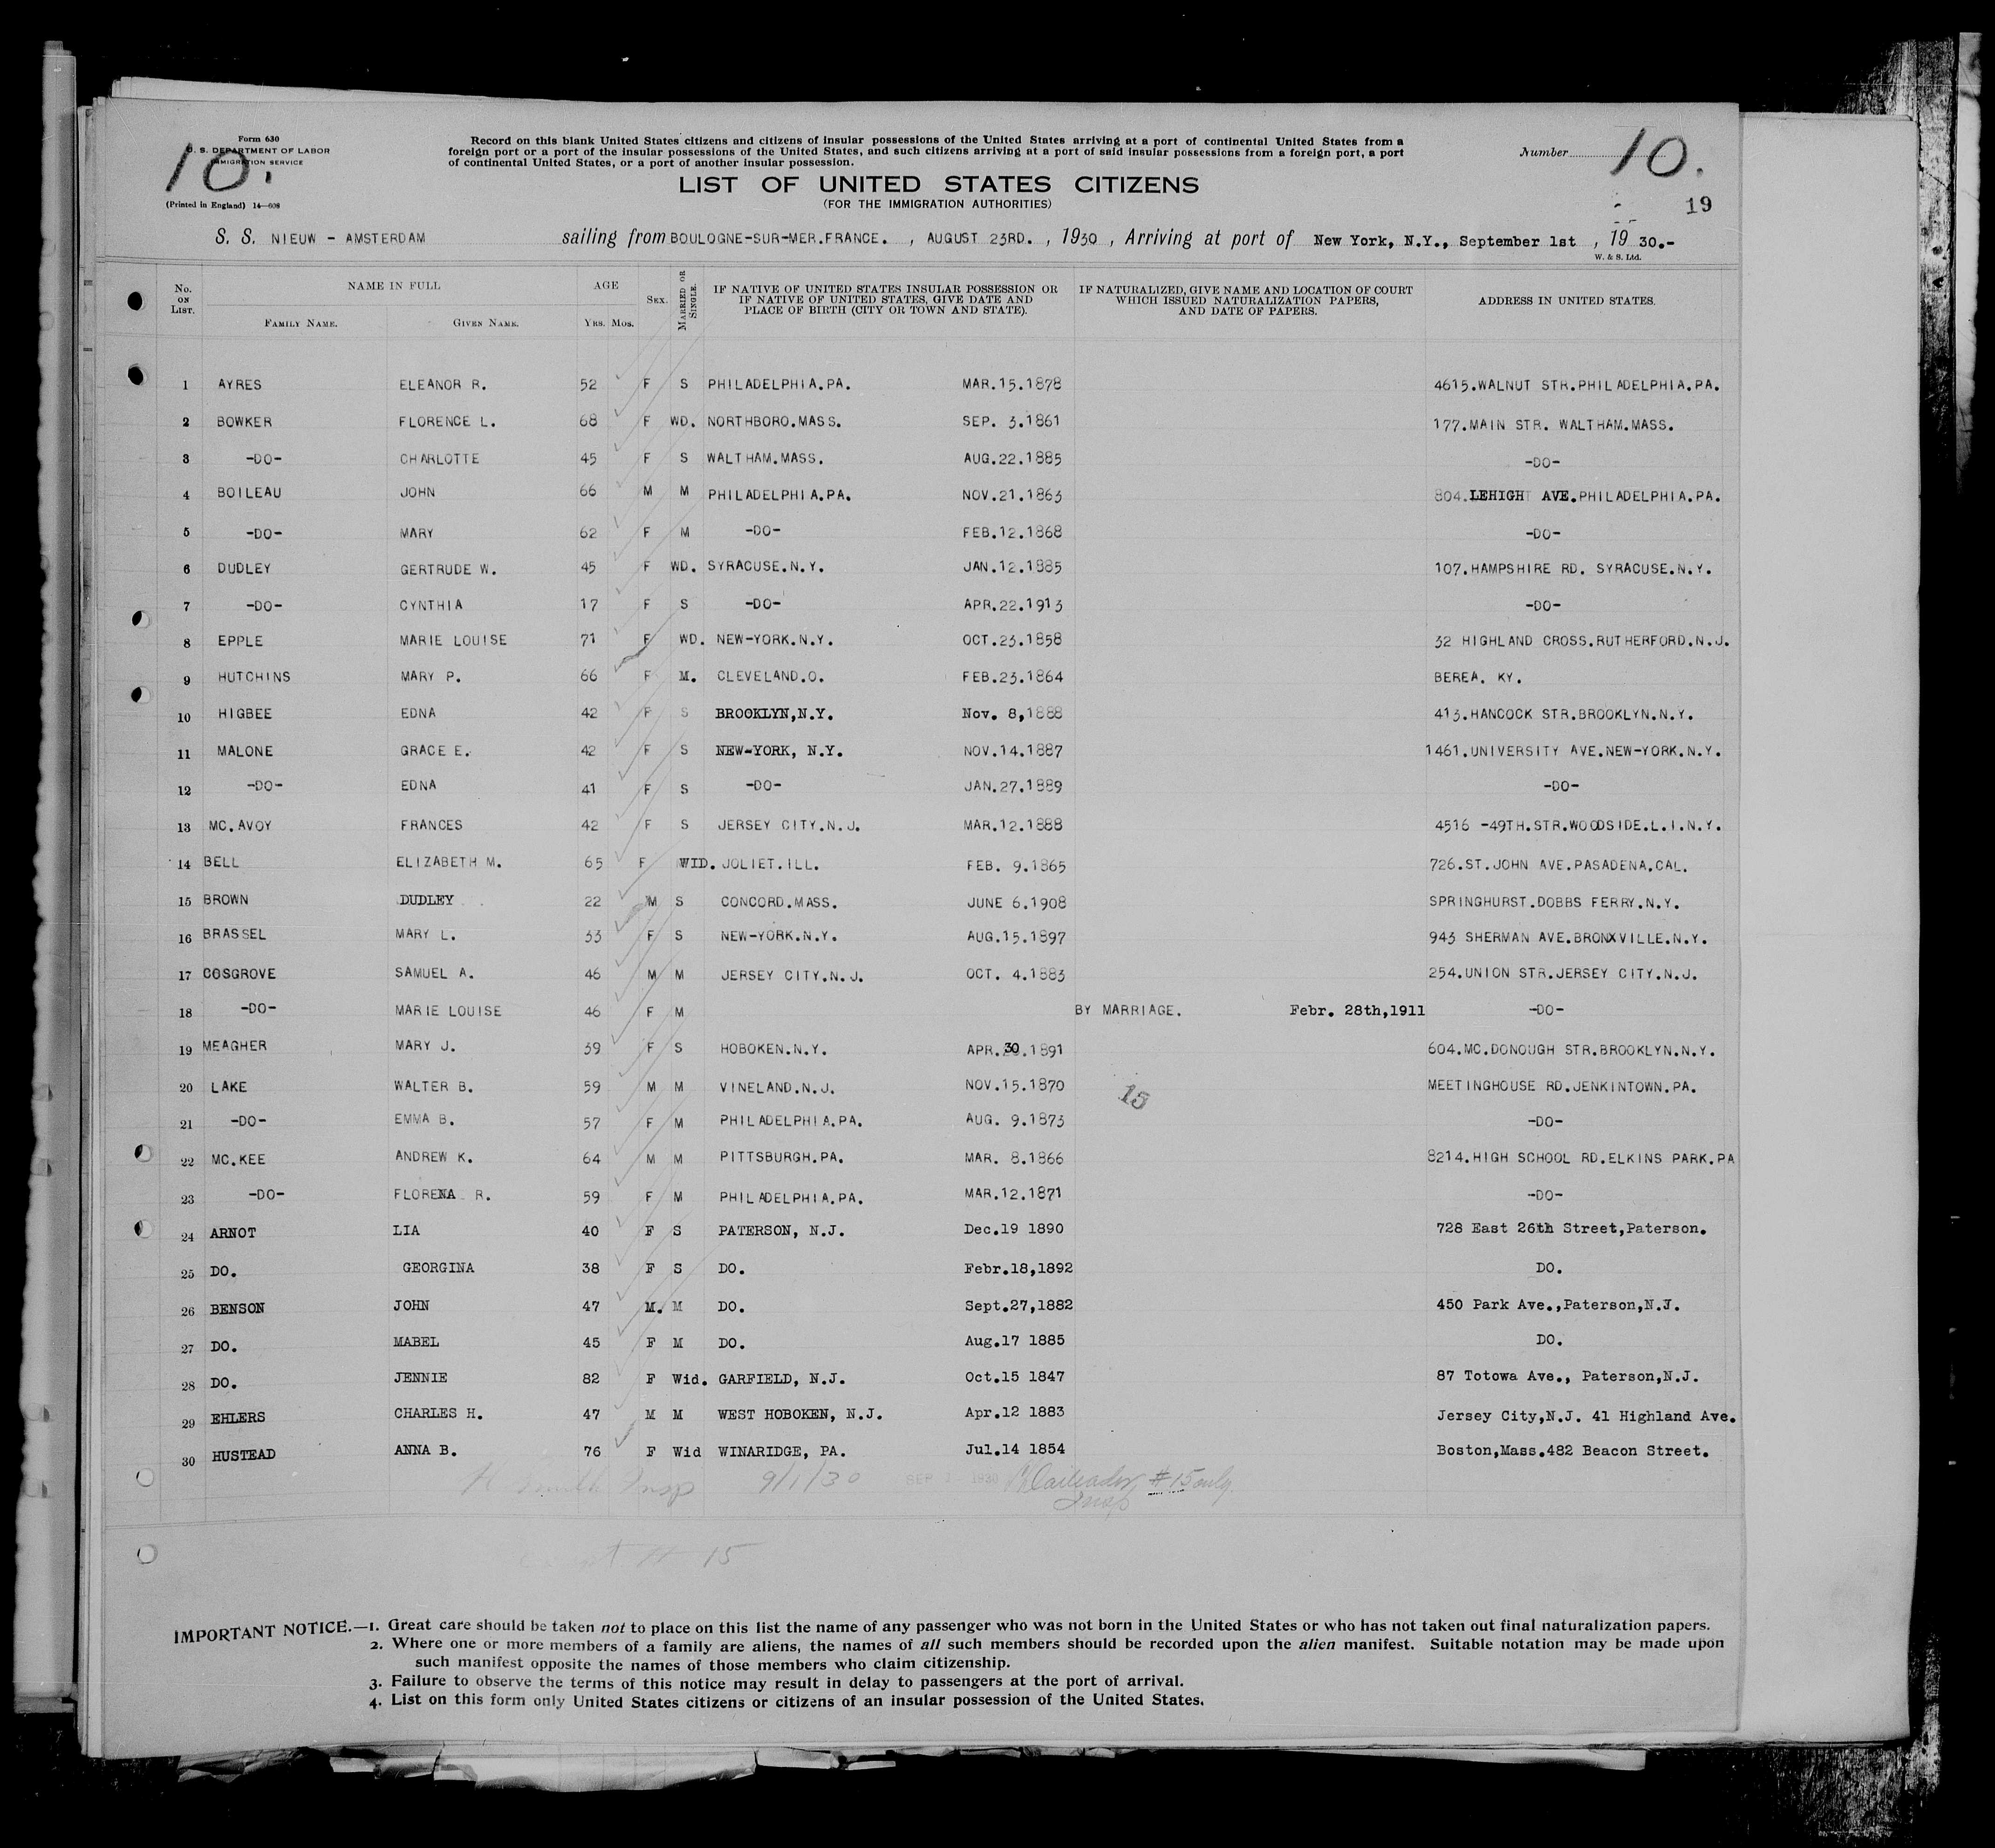 Form 630
U. S. DEPARTMENT OF LABOR
IMMIGRATION SERVICE
10.
(Printed in England) 14—608
Record on this blank United States citizens and citizens of insular possessions of the United States arriving at a port of continental United States from a
foreign port or a port of the insular possessions of the United States, and such citizens arriving at a port of said insular possessions from a foreign port, a port
of continental United States, or a port of another insular possession.
Number 10.
LIST OF UNITED STATES CITIZENS
(FOR THE IMMIGRATION AUTHORITIES)
19
S. S. NIEUW - AMSTERDAM sailing from BOULOGNE-SUR-MER.FRANCE. , AUGUST 23RD. , 1930 , Arriving at port of New York, N.Y., September 1st , 19 30.-
W. & S. Ltd.
No. ON LIST. NAME IN FULL AGE SEX. MARRIED OR SINGLE. IF NATIVE OF UNITED STATES INSULAR POSSESSION OR IF NATIVE OF UNITED STATES, GIVE DATE AND PLACE OF BIRTH (CITY OR TOWN AND STATE). IF NATURALIZED, GIVE NAME AND LOCATION OF COURT WHICH ISSUED NATURALIZATION PAPERS, AND DATE OF PAPERS. ADDRESS IN UNITED STATES.
FAMILY NAME. GIVEN NAME. YRS. MOS.
1 AYRES ELEANOR R. 52 F S PHILADELPHIA.PA. MAR.15.1878 4615.WALNUT STR.PHILADELPHIA.PA.
2 BOWKER FLORENCE L. 68 F WD. NORTHBORO.MASS. SEP. 3.1861 177.MAIN STR. WALTHAM.MASS.
3 -DO- CHARLOTTE 45 F S WALTHAM.MASS. AUG.22.1885 -DO-
4 BOILEAU JOHN 66 M M PHILADELPHIA.PA. NOV.21.1863 804.LEHIGH AVE.PHILADELPHIA.PA.
5 -DO- MARY 62 F M -DO- FEB.12.1868 -DO-
6 DUDLEY GERTRUDE W. 45 F WD. SYRACUSE.N.Y. JAN.12.1885 107.HAMPSHIRE RD. SYRACUSE.N.Y.
7 -DO- CYNTHIA 17 F S -DO- APR.22.1913 -DO-
8 EPPLE MARIE LOUISE 71 F WD. NEW-YORK.N.Y. OCT.23.1858 32 HIGHLAND CROSS.RUTHERFORD.N.J.
9 HUTCHINS MARY P. 66 F M. CLEVELAND.O. FEB.23.1864 BEREA. KY.
10 HIGBEE EDNA 42 F S BROOKLYN,N.Y. Nov. 8,1888 413.HANCOCK STR.BROOKLYN.N.Y.
11 MALONE GRACE E. 42 F S NEW-YORK, N.Y. NOV.14.1887 1461.UNIVERSITY AVE.NEW-YORK.N.Y.
12 -DO- EDNA 41 F S -DO- JAN.27.1889 -DO-
13 MC.AVOY FRANCES 42 F S JERSEY CITY.N.J. MAR.12.1888 4516 -49TH.STR.WOODSIDE.L.I.N.Y.
14 BELL ELIZABETH M. 65 F WID. JOLIET.ILL. FEB. 9.1865 726.ST.JOHN AVE.PASADENA.CAL.
15 BROWN DUDLEY 22 M S CONCORD.MASS. JUNE 6.1908 SPRINGHURST.DOBBS FERRY.N.Y.
16 BRASSEL MARY L. 33 F S NEW-YORK.N.Y. AUG.15.1897 943 SHERMAN AVE.BRONXVILLE.N.Y.
17 COSGROVE SAMUEL A. 46 M M JERSEY CITY.N.J. OCT. 4.1883 254.UNION STR.JERSEY CITY.N.J.
18 -DO- MARIE LOUISE 46 F M BY MARRIAGE. Febr. 28th,1911 -DO-
19 MEAGHER MARY J. 39 F S HOBOKEN.N.Y. APR.30.1891 604.MC.DONOUGH STR.BROOKLYN.N.Y.
20 LAKE WALTER B. 59 M M VINELAND.N.J. NOV.15.1870 15 MEETINGHOUSE RD.JENKINTOWN.PA.
21 -DO- EMMA B. 57 F M PHILADELPHIA.PA. AUG. 9.1873 -DO-
22 MC.KEE ANDREW K. 64 M M PITTSBURGH.PA. MAR. 8.1866 8214.HIGH SCHOOL RD.ELKINS PARK.PA
23 -DO- FLORENA R. 59 F M PHILADELPHIA.PA. MAR.12.1871 -DO-
24 ARNOT LIA 40 F S PATERSON, N.J. Dec.19 1890 728 East 26th Street,Paterson.
25 DO. GEORGINA 38 F S DO. Febr.18,1892 DO.
26 BENSON JOHN 47 M. M DO. Sept.27,1882 450 Park Ave.,Paterson,N.J.
27 DO. MABEL 45 F M DO. Aug.17 1885 DO.
28 DO. JENNIE 82 F Wid. GARFIELD, N.J. Oct.15 1847 87 Totowa Ave., Paterson,N.J.
29 EHLERS CHARLES H. 47 M M WEST HOBOKEN, N.J. Apr.12 1883 Jersey City,N.J. 41 Highland Ave.
30 HUSTEAD ANNA B. 76 F Wid WINARIDGE, PA. Jul.14 1854 Boston,Mass.482 Beacon Street.
Smith Insp 9/1/30 SEP 1 1930 #15 only
Insp
# 15
IMPORTANT NOTICE.—1. Great care should be taken not to place on this list the name of any passenger who was not born in the United States or who has not taken out final naturalization papers.
2. Where one or more members of a family are aliens, the names of all such members should be recorded upon the alien manifest. Suitable notation may be made upon
such manifest opposite the names of those members who claim citizenship.
3. Failure to observe the terms of this notice may result in delay to passengers at the port of arrival.
4. List on this form only United States citizens or citizens of an insular possession of the United States.